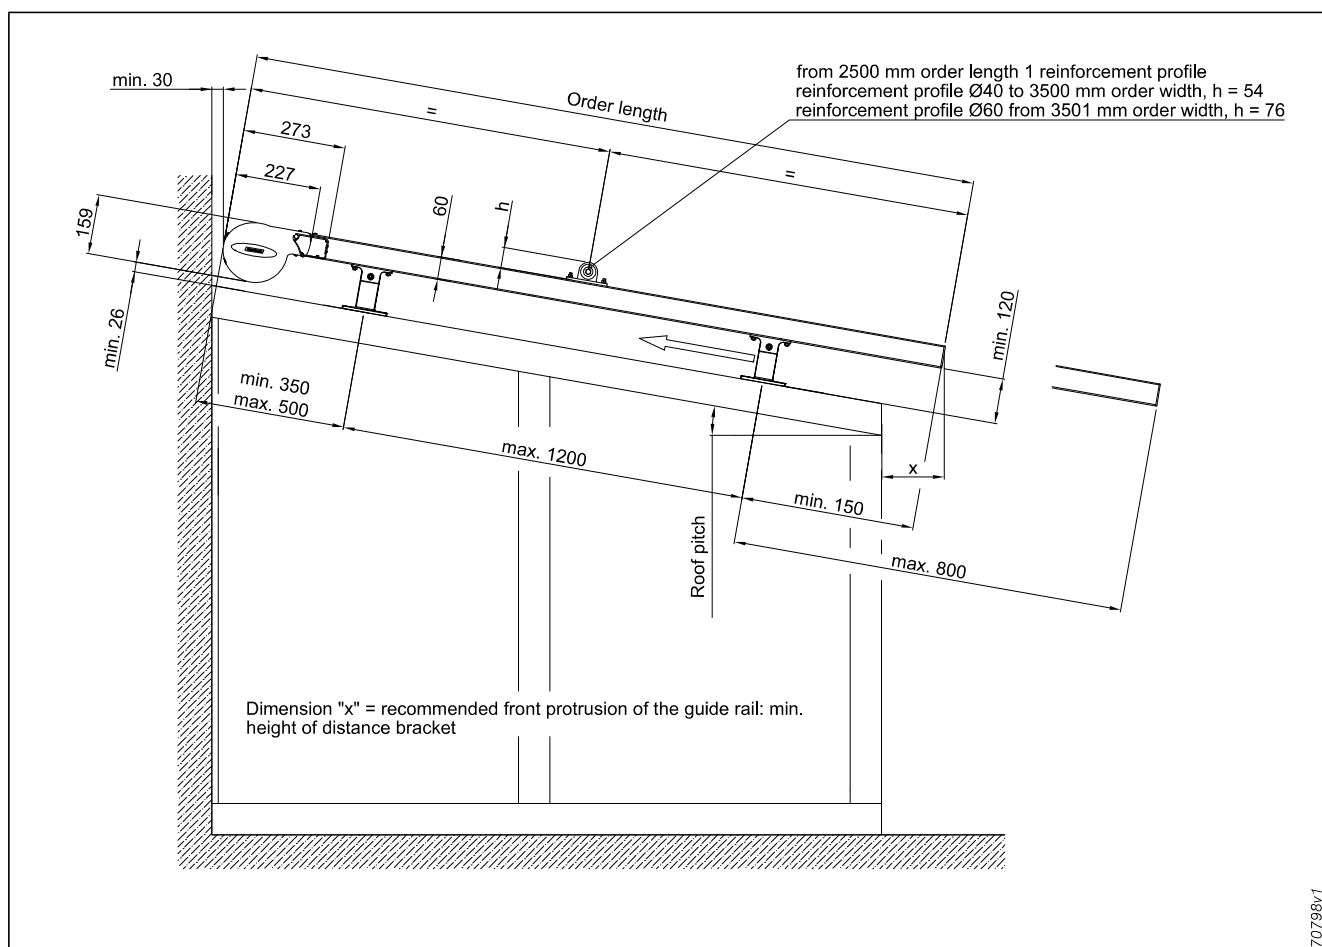 from 2500 mm order length 1 reinforcement profile
reinforcement profile Ø40 to 3500 mm order width, h = 54
reinforcement profile Ø60 from 3501 mm order width, h = 76
min. 30
Order length
=
=
273
227
159
60
h
min. 26
min. 120
min. 350
max. 500
max. 1200
x
min. 150
Roof pitch
max. 800
Dimension "x" = recommended front protrusion of the guide rail: min.
height of distance bracket
70798v1